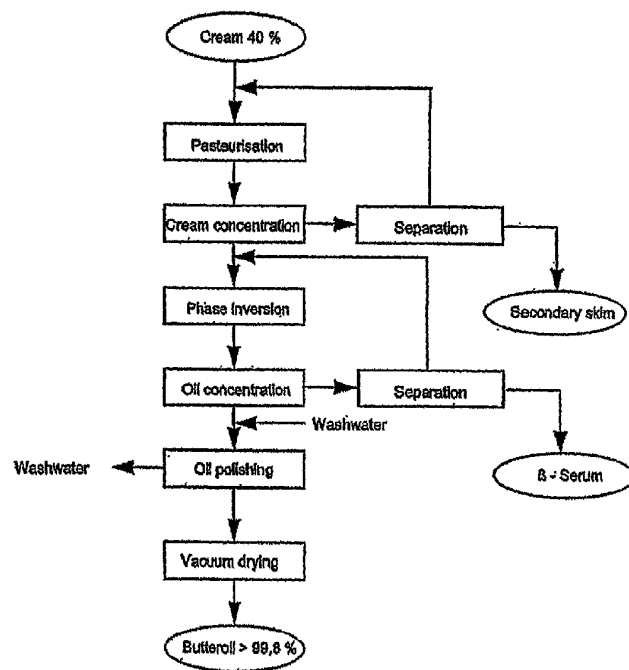 Cream 40 %
Pasteurisation
Cream concentration
Separation
Phase inversion
Secondary skim
Oil concentration
Separation
Washwater
Washwater
Oil polishing
ß - Serum
Vacuum drying
Butteroil > 99,8 %